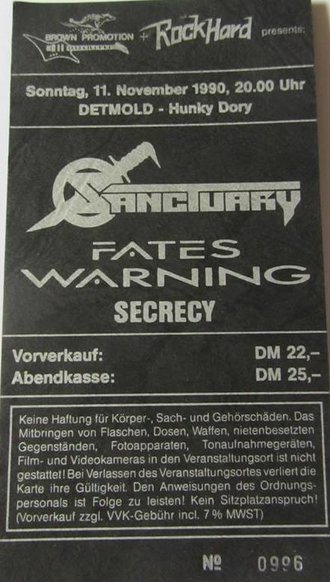 BROWN PROMOTION + RockHard presents:
Sonntag, 11. November 1990, 20.00 Uhr
DETMOLD - Hunky Dory
SANCTUARY
FATES
WARNING
SECRECY
Vorverkauf: DM 22,–
Abendkasse: DM 25,–
Keine Haftung für Körper-, Sach- und Gehörschäden. Das
Mitbringen von Flaschen, Dosen, Waffen, nietenbesetzten
Gegenständen, Fotoapparaten, Tonaufnahmegeräten,
Film- und Videokameras in den Veranstaltungsort ist nicht
gestattet! Bei Verlassen des Veranstaltungsortes verliert die
Karte ihre Gültigkeit. Den Anweisungen des Ordnungs-
personals ist Folge zu leisten! Kein Sitzplatzanspruch!
(Vorverkauf zzgl. VVK-Gebühr incl. 7 % MWST)
Nº 0996